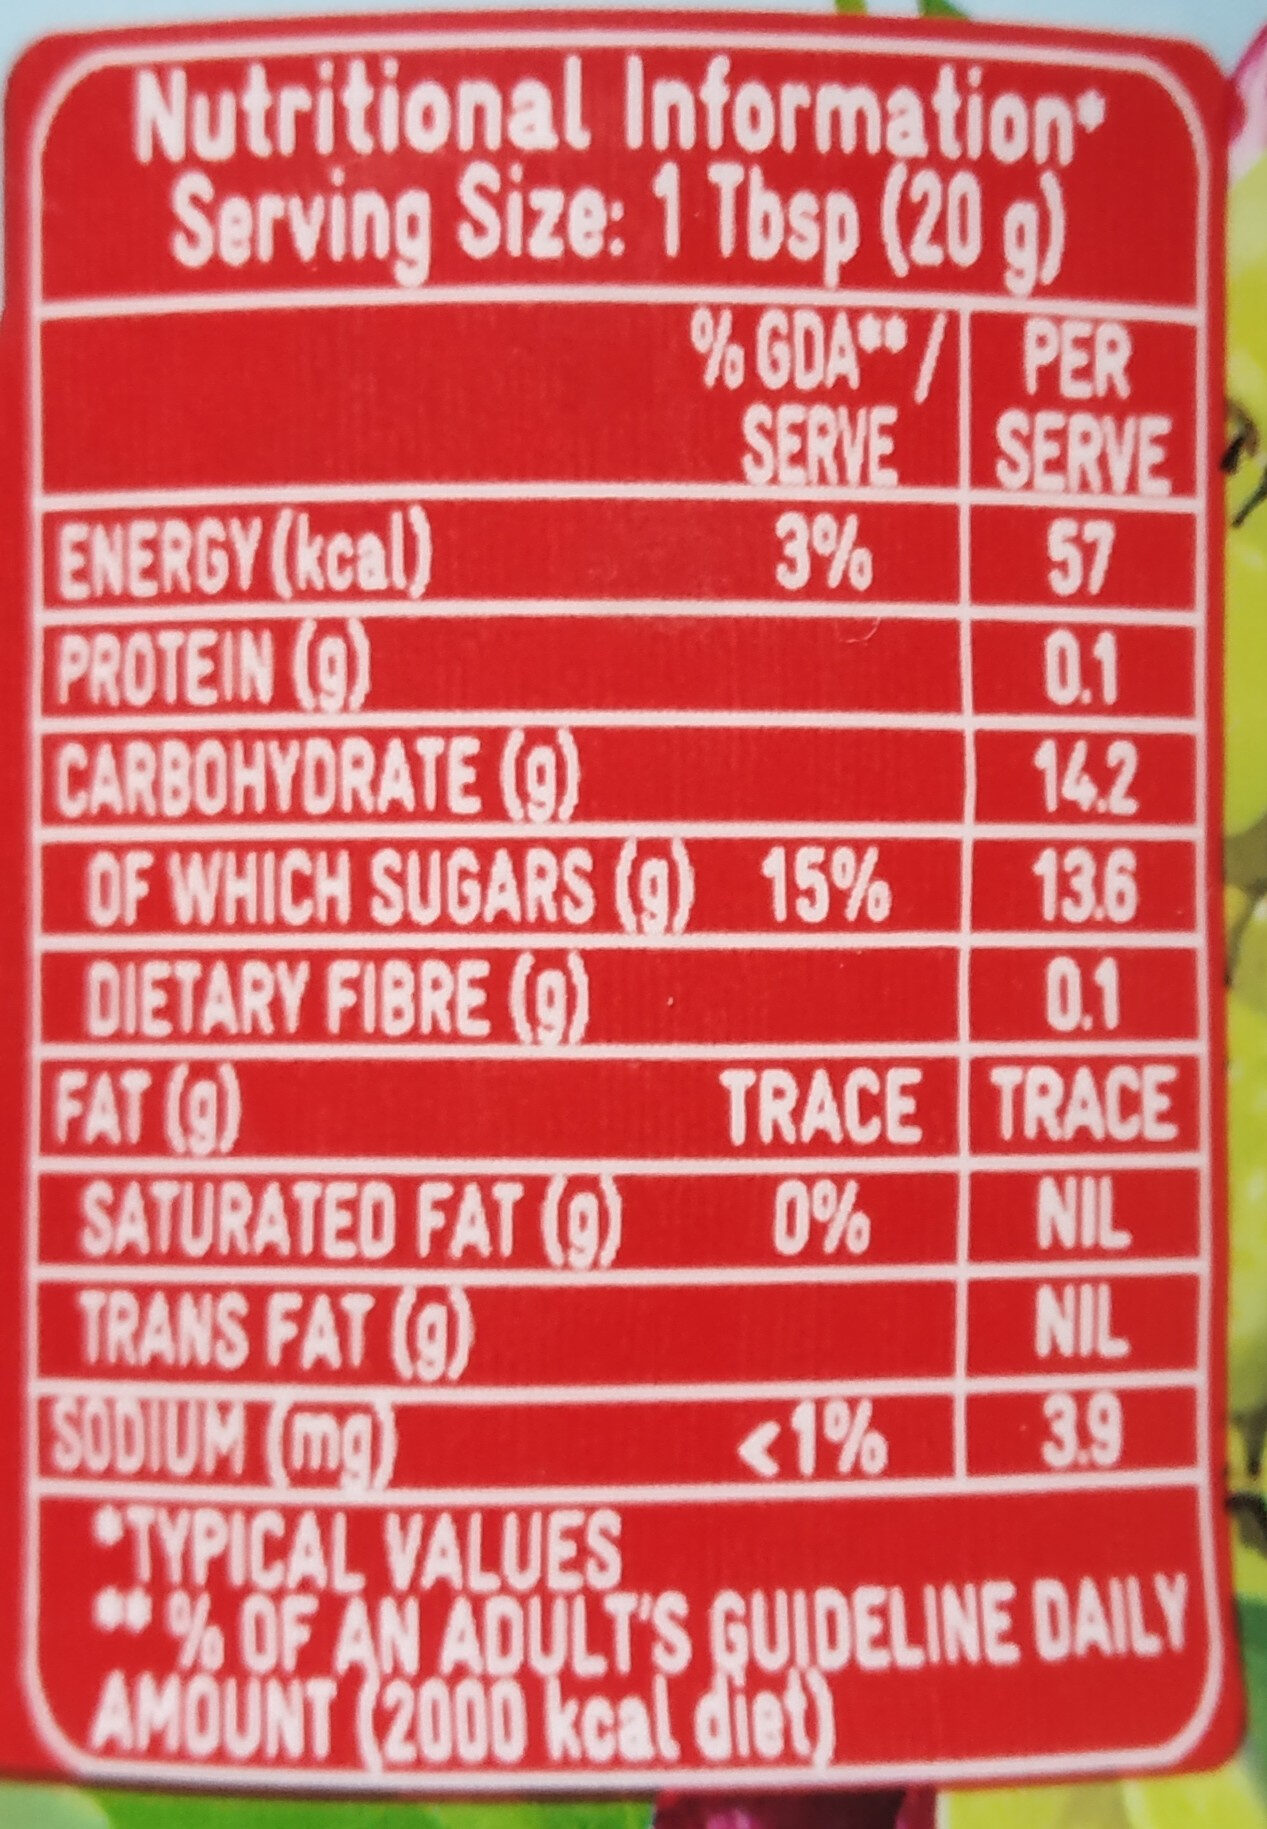 Nutritional Information*
Serving Size: 1 Tbsp (20 g)
% GDA** / PER
SERVE SERVE
ENERGY (kcal) 3% 57
PROTEIN (g) 0.1
CARBOHYDRATE (g) 14.2
OF WHICH SUGARS (g) 15% 13.6
DIETARY FIBRE (g) 0.1
FAT (g) TRACE TRACE
SATURATED FAT (g) 0% NIL
TRANS FAT (g) NIL
SODIUM (mg) <1% 3.9
*TYPICAL VALUES
** % OF AN ADULT'S GUIDELINE DAILY
AMOUNT (2000 kcal diet)